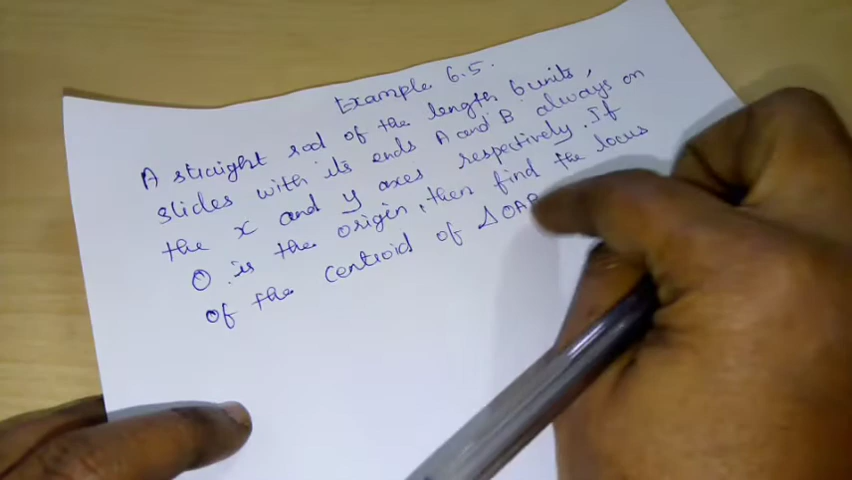 Example 6.5.
A straight rod of the length 6 units,
slides with its ends A and B always on
the x and y axes respectively. If
O is the origin, then find the locus
of the centroid of △OAB